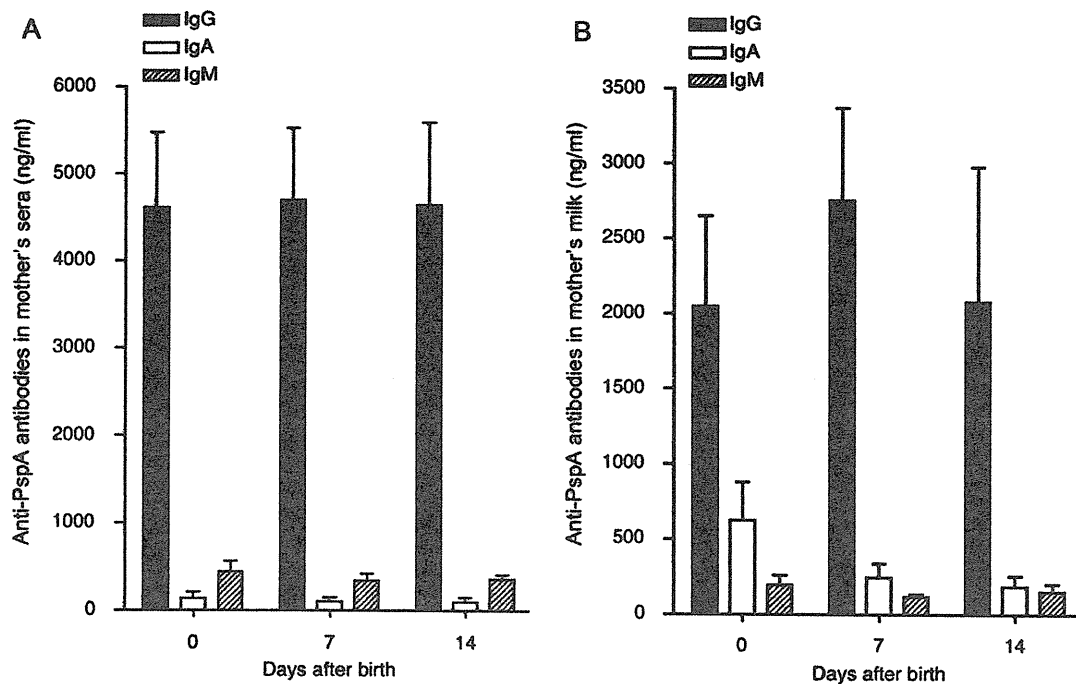 A
IgG
IgA
IgM
Anti-PspA antibodies in mother's sera (ng/ml)
6000
5000
4000
3000
2000
1000
0
0 7 14
Days after birth
B
IgG
IgA
IgM
Anti-PspA antibodies in mother's milk (ng/ml)
3500
3000
2500
2000
1500
1000
500
0
0 7 14
Days after birth